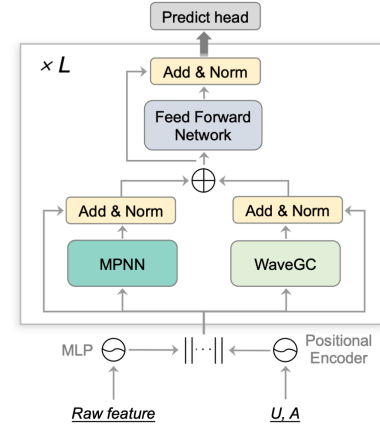 Predict head
× L
Add & Norm
Feed Forward
Network
Add & Norm
Add & Norm
MPNN
WaveGC
MLP
Positional
Encoder
Raw feature
U, A